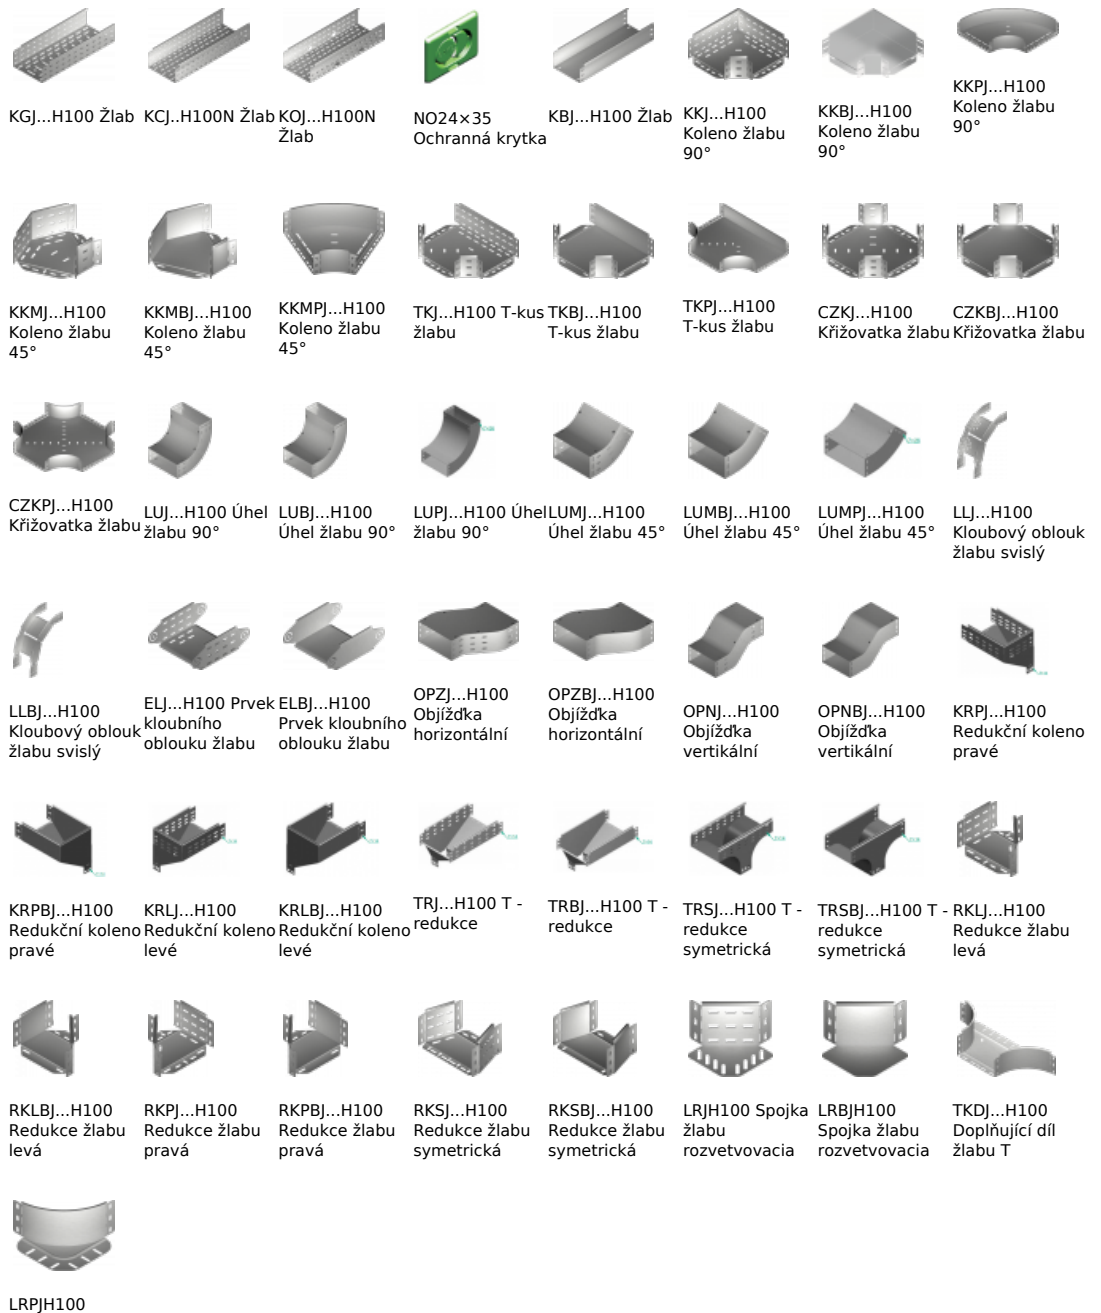 KGJ...H100 Žlab
KCJ..H100N Žlab
KOJ...H100N
Žlab
NO24×35
Ochranná krytka
KBJ...H100 Žlab
KKJ...H100
Koleno žlabu
90°
KKBJ...H100
Koleno žlabu
90°
KKPJ...H100
Koleno žlabu
90°
KKMJ...H100
Koleno žlabu
45°
KKMBJ...H100
Koleno žlabu
45°
KKMPJ...H100
Koleno žlabu
45°
TKJ...H100 T-kus
žlabu
TKBJ...H100
T-kus žlabu
TKPJ...H100
T-kus žlabu
CZKJ...H100
Křižovatka žlabu
CZKBJ...H100
Křižovatka žlabu
CZKPJ...H100
Křižovatka žlabu
LUJ...H100 Úhel
žlabu 90°
LUBJ...H100
Úhel žlabu 90°
LUPJ...H100 Úhel
žlabu 90°
LUMJ...H100
Úhel žlabu 45°
LUMBJ...H100
Úhel žlabu 45°
LUMPJ...H100
Úhel žlabu 45°
LLJ...H100
Kloubový oblouk
žlabu svislý
LLBJ...H100
Kloubový oblouk
žlabu svislý
ELJ...H100 Prvek
kloubního
oblouku žlabu
ELBJ...H100
Prvek kloubního
oblouku žlabu
OPZJ...H100
Objížďka
horizontální
OPZBJ...H100
Objížďka
horizontální
OPNJ...H100
Objížďka
vertikální
OPNBJ...H100
Objížďka
vertikální
KRPJ...H100
Redukční koleno
pravé
KRPBJ...H100
Redukční koleno
pravé
KRLJ...H100
Redukční koleno
levé
KRLBJ...H100
Redukční koleno
levé
TRJ...H100 T -
redukce
TRBJ...H100 T -
redukce
TRSJ...H100 T -
redukce
symetrická
TRSBJ...H100 T -
redukce
symetrická
RKLJ...H100
Redukce žlabu
levá
RKLBJ...H100
Redukce žlabu
levá
RKPJ...H100
Redukce žlabu
pravá
RKPBJ...H100
Redukce žlabu
pravá
RKSJ...H100
Redukce žlabu
symetrická
RKSBJ...H100
Redukce žlabu
symetrická
LRJH100 Spojka
žlabu
rozvetvovacia
LRBJH100
Spojka žlabu
rozvetvovacia
TKDJ...H100
Doplňující díl
žlabu T
LRPJH100